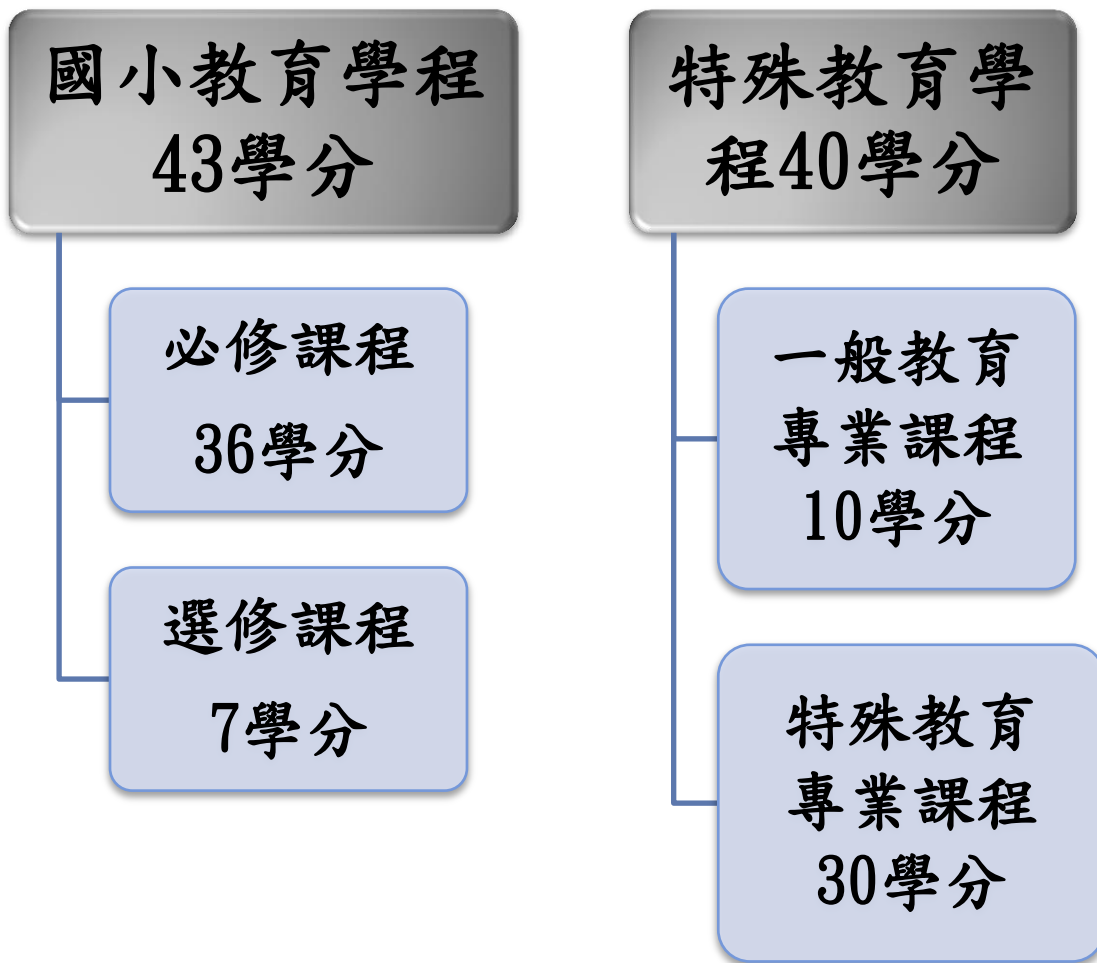 國小教育學程
43學分
必修課程
36學分
選修課程
7學分
特殊教育學
程40學分
一般教育
專業課程
10學分
特殊教育
專業課程
30學分